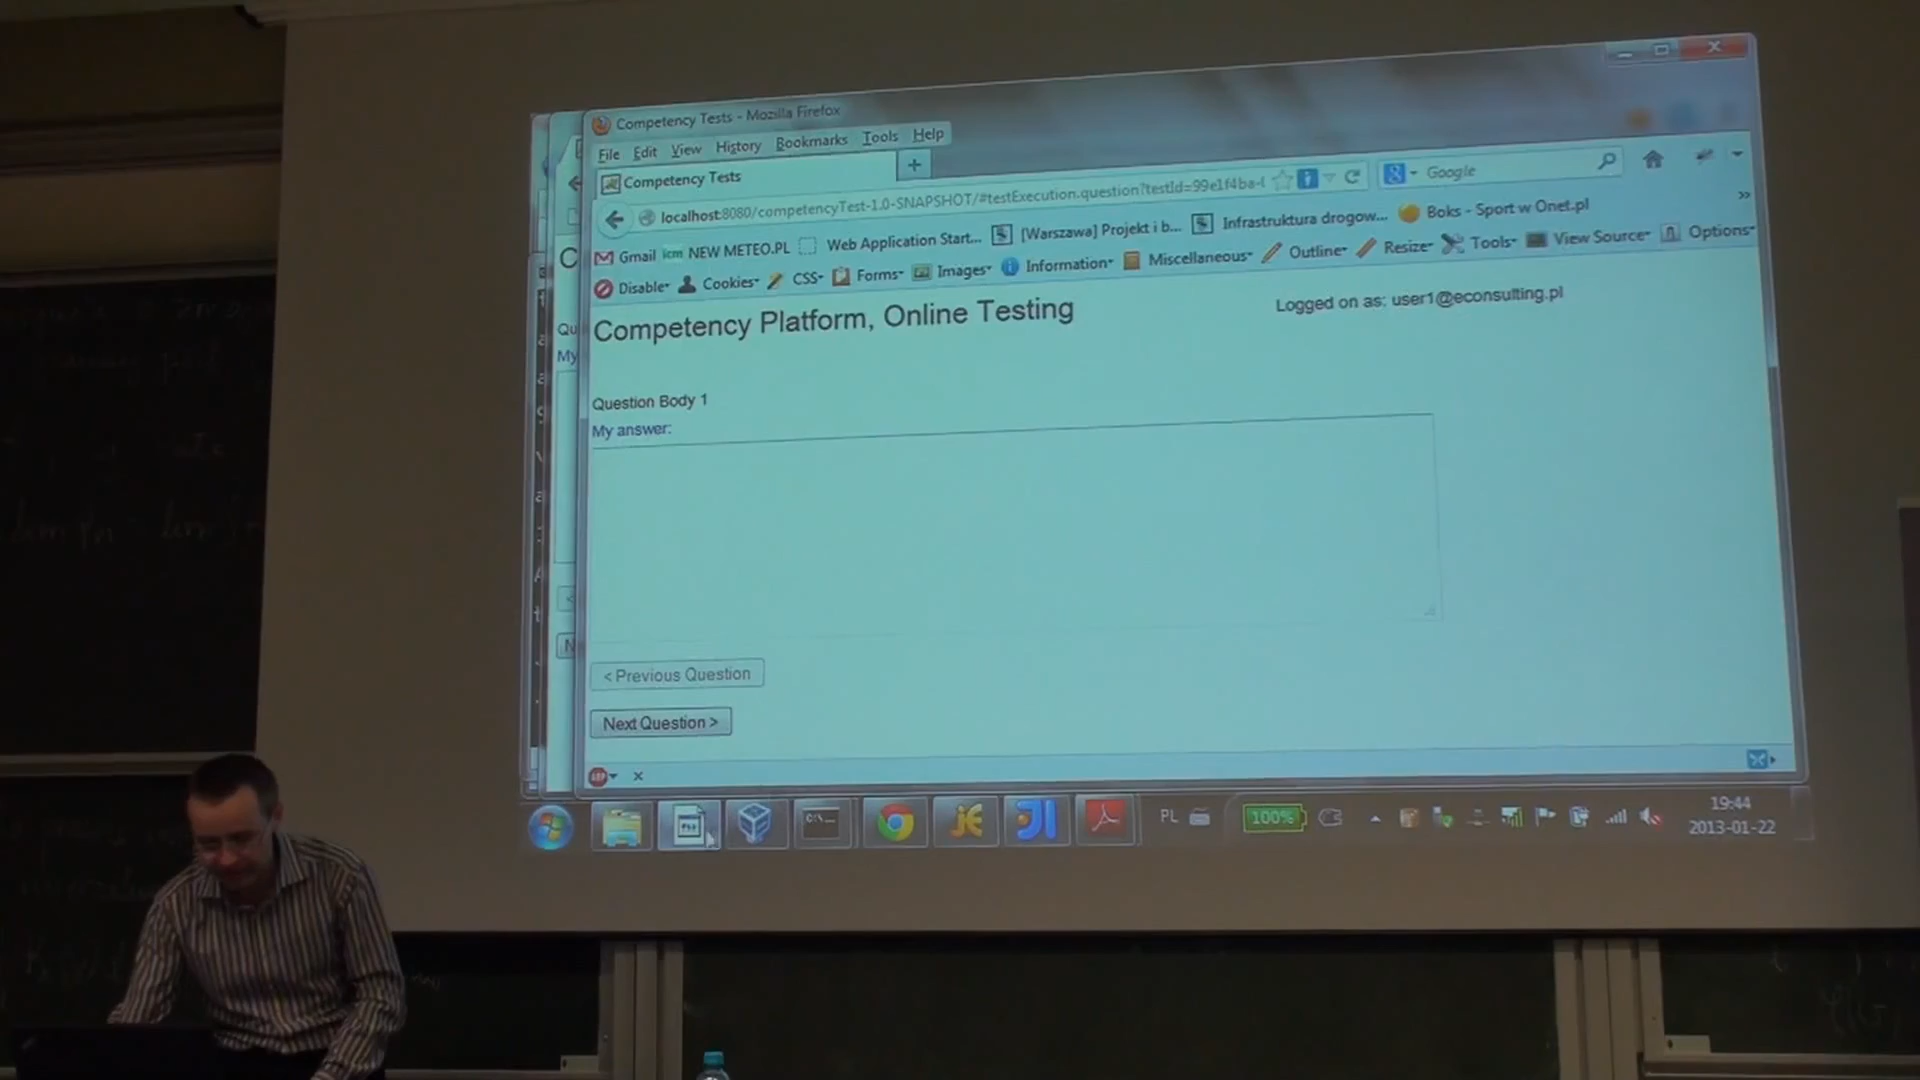 Competency Tests - Mozilla Firefox
File Edit View History Bookmarks Tools Help
Competency Tests
localhost:8080/competencyTest-1.0-SNAPSHOT/#testExecution.question?testId=99e1f4ba-
Google
Gmail icm NEW METEO.PL Web Application Start... [Warszawa] Projekt i b... Infrastruktura drogow... Boks - Sport w Onet.pl
Disable Cookies CSS Forms Images Information Miscellaneous Outline Resize Tools View Source Options
Competency Platform, Online Testing
Logged on as: user1@econsulting.pl
Question Body 1
My answer:
< Previous Question
Next Question >
ABP
PL
100%
19:44
2013-01-22
C
Qu
My